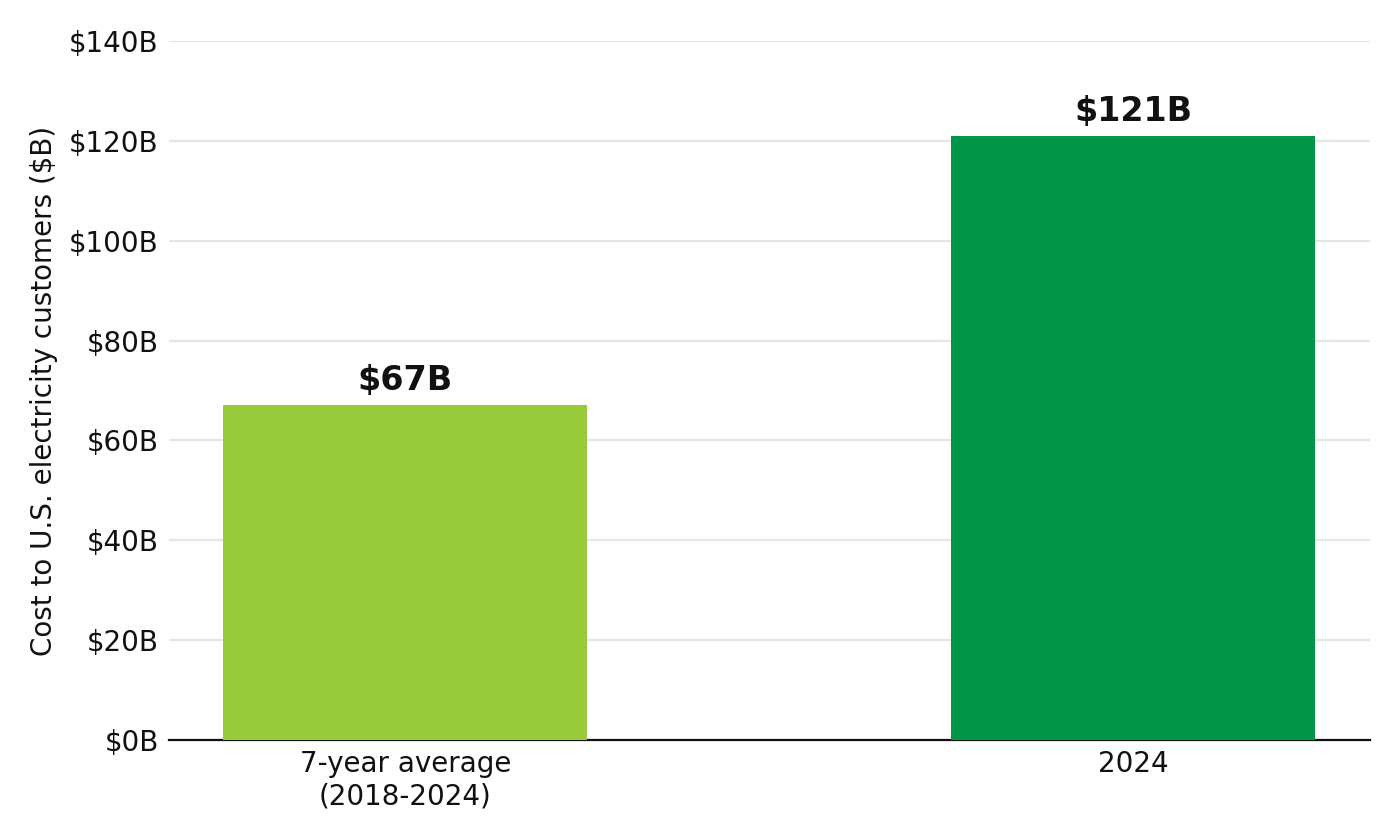 Cost to U.S. electricity customers ($B)
$140B
$120B
$100B
$80B
$60B
$40B
$20B
$0B
$67B
$121B
7-year average
(2018-2024)
2024